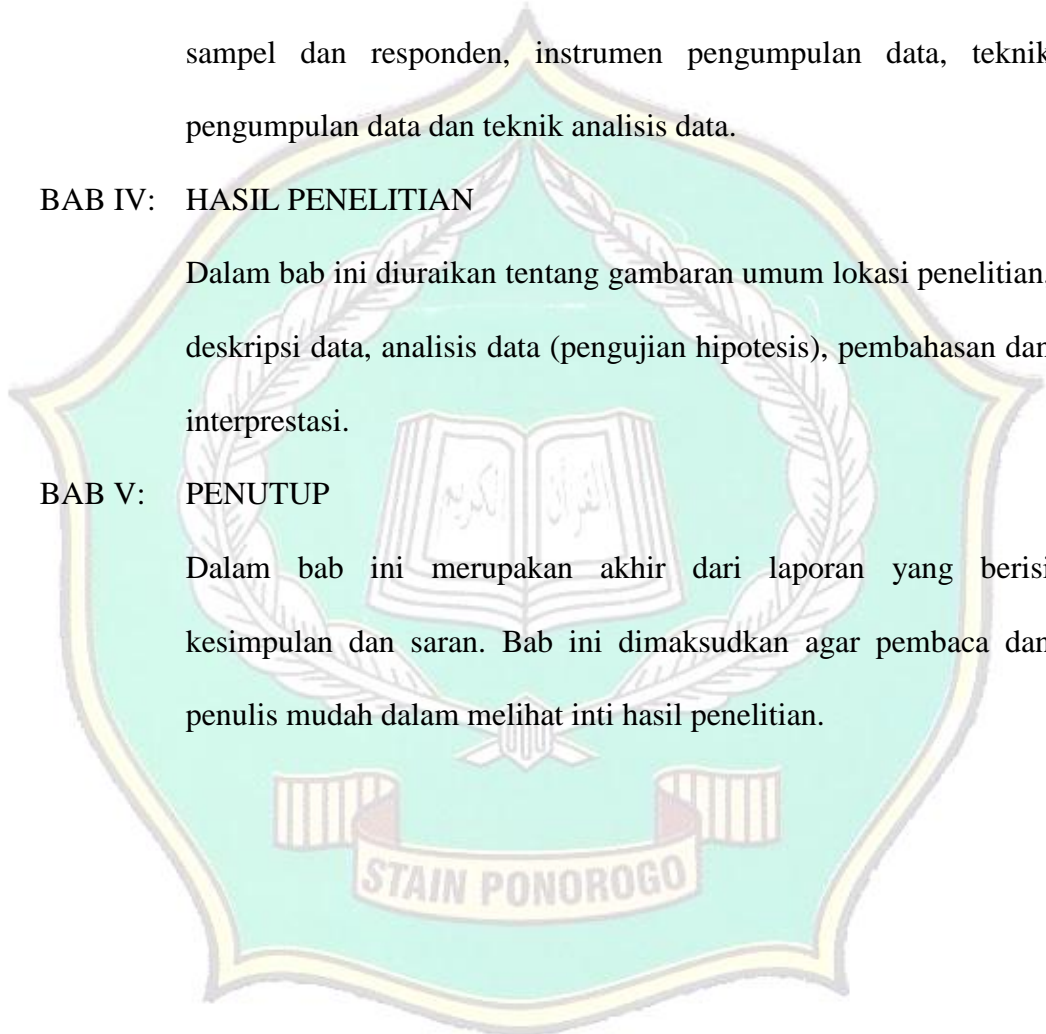 sampel dan responden, instrumen pengumpulan data, teknik
pengumpulan data dan teknik analisis data.
BAB IV: HASIL PENELITIAN
Dalam bab ini diuraikan tentang gambaran umum lokasi penelitian,
deskripsi data, analisis data (pengujian hipotesis), pembahasan dan
interprestasi.
BAB V: PENUTUP
Dalam bab ini merupakan akhir dari laporan yang berisi
kesimpulan dan saran. Bab ini dimaksudkan agar pembaca dan
penulis mudah dalam melihat inti hasil penelitian.
القرآن الكريم
STAIN PONOROGO